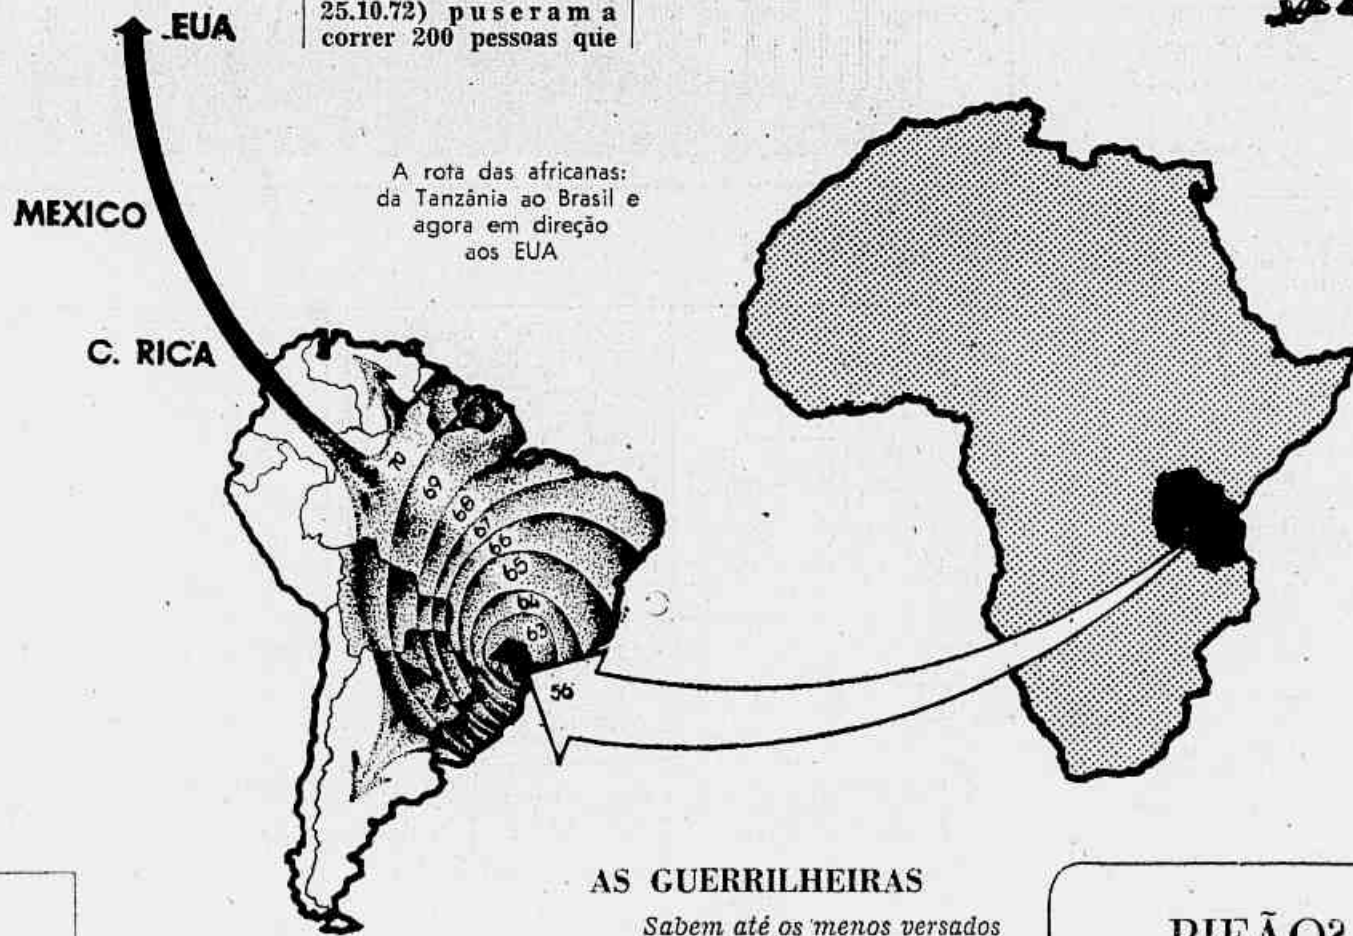 25.10.72) puseram a
correr 200 pessoas que
EUA
A rota das africanas:
da Tanzânia ao Brasil e
agora em direção
aos EUA
MEXICO
C. RICA
70
69
68
67
66
65
64
63
56
AS GUERRILHEIRAS
Sabem até os menos versados